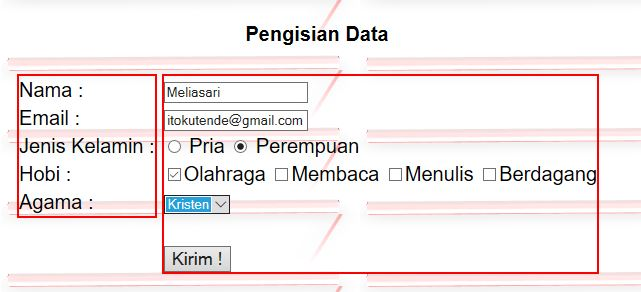 Pengisian Data
Nama : Meliasari
Email : itokutende@gmail.com
Jenis Kelamin : Pria Perempuan
Hobi : Olahraga Membaca Menulis Berdagang
Agama : Kristen
Kirim !